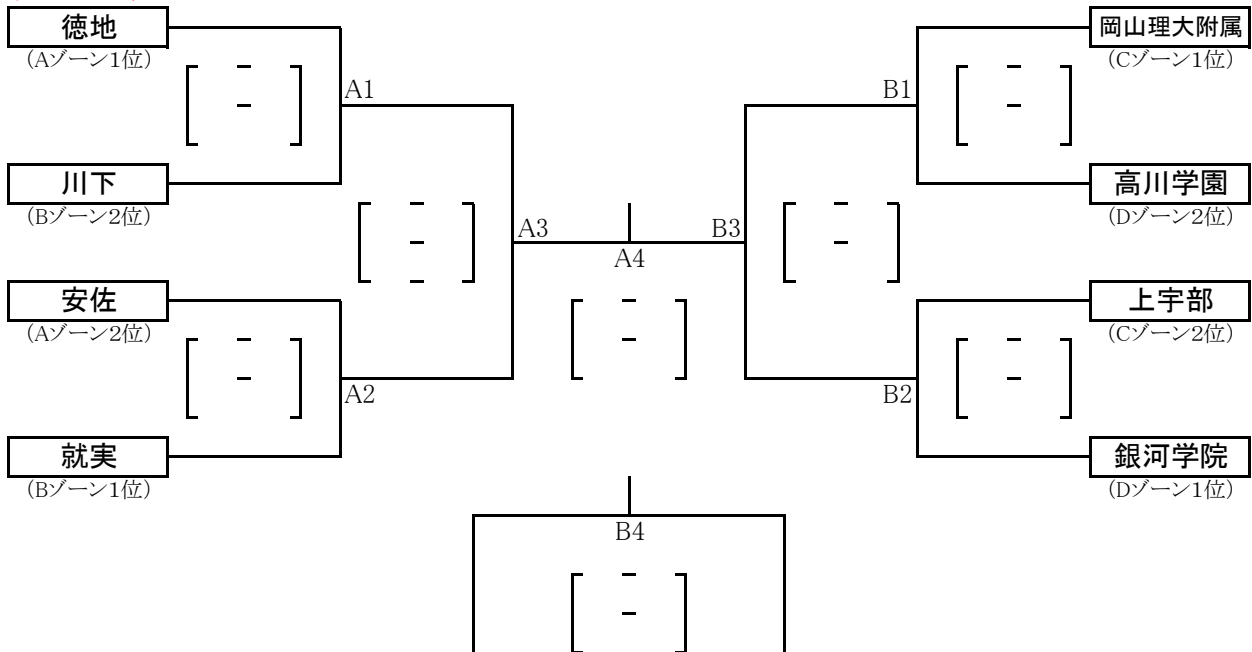 徳地
(Aゾーン1位)
A1
川下
(Bゾーン2位)
A3
安佐
(Aゾーン2位)
A2
就実
(Bゾーン1位)
A4
B4
岡山理大附属
(Cゾーン1位)
B1
高川学園
(Dゾーン2位)
B3
上宇部
(Cゾーン2位)
B2
銀河学院
(Dゾーン1位)